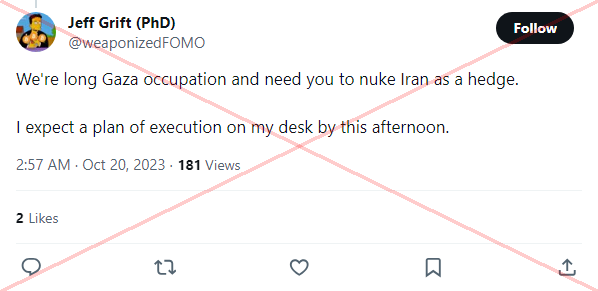 Jeff Grift (PhD)
@weaponizedFOMO
Follow
We're long Gaza occupation and need you to nuke Iran as a hedge.
I expect a plan of execution on my desk by this afternoon.
2:57 AM · Oct 20, 2023 · 181 Views
2 Likes